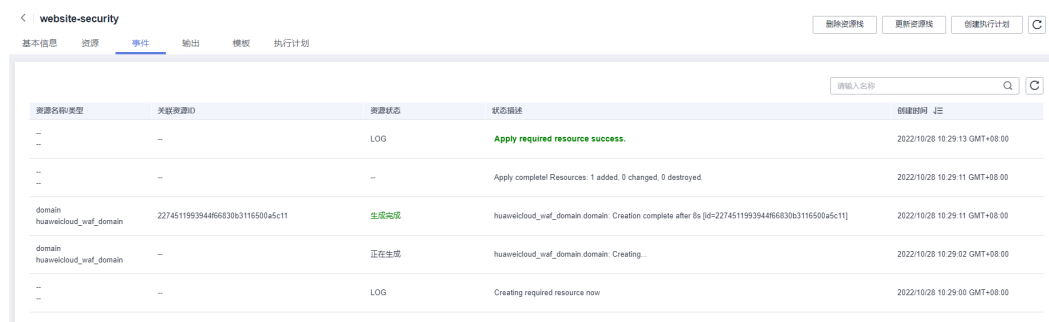 website-security
删除资源栈 更新资源栈 创建执行计划
基本信息 资源 事件 输出 模板 执行计划
请输入名称
资源名称/类型 关联资源ID 资源状态 状态描述 创建时间
-- -- LOG Apply required resource success. 2022/10/28 10:29:13 GMT+08:00
--
-- -- -- Apply complete! Resources: 1 added, 0 changed, 0 destroyed. 2022/10/28 10:29:11 GMT+08:00
--
domain
huaweicloud_waf_domain 2274511993944f66830b3116500a5c11 生成完成 huaweicloud_waf_domain.domain: Creation complete after 8s [id=2274511993944f66830b3116500a5c11] 2022/10/28 10:29:11 GMT+08:00
domain
huaweicloud_waf_domain -- 正在生成 huaweicloud_waf_domain.domain: Creating... 2022/10/28 10:29:02 GMT+08:00
-- -- LOG Creating required resource now 2022/10/28 10:29:00 GMT+08:00
--